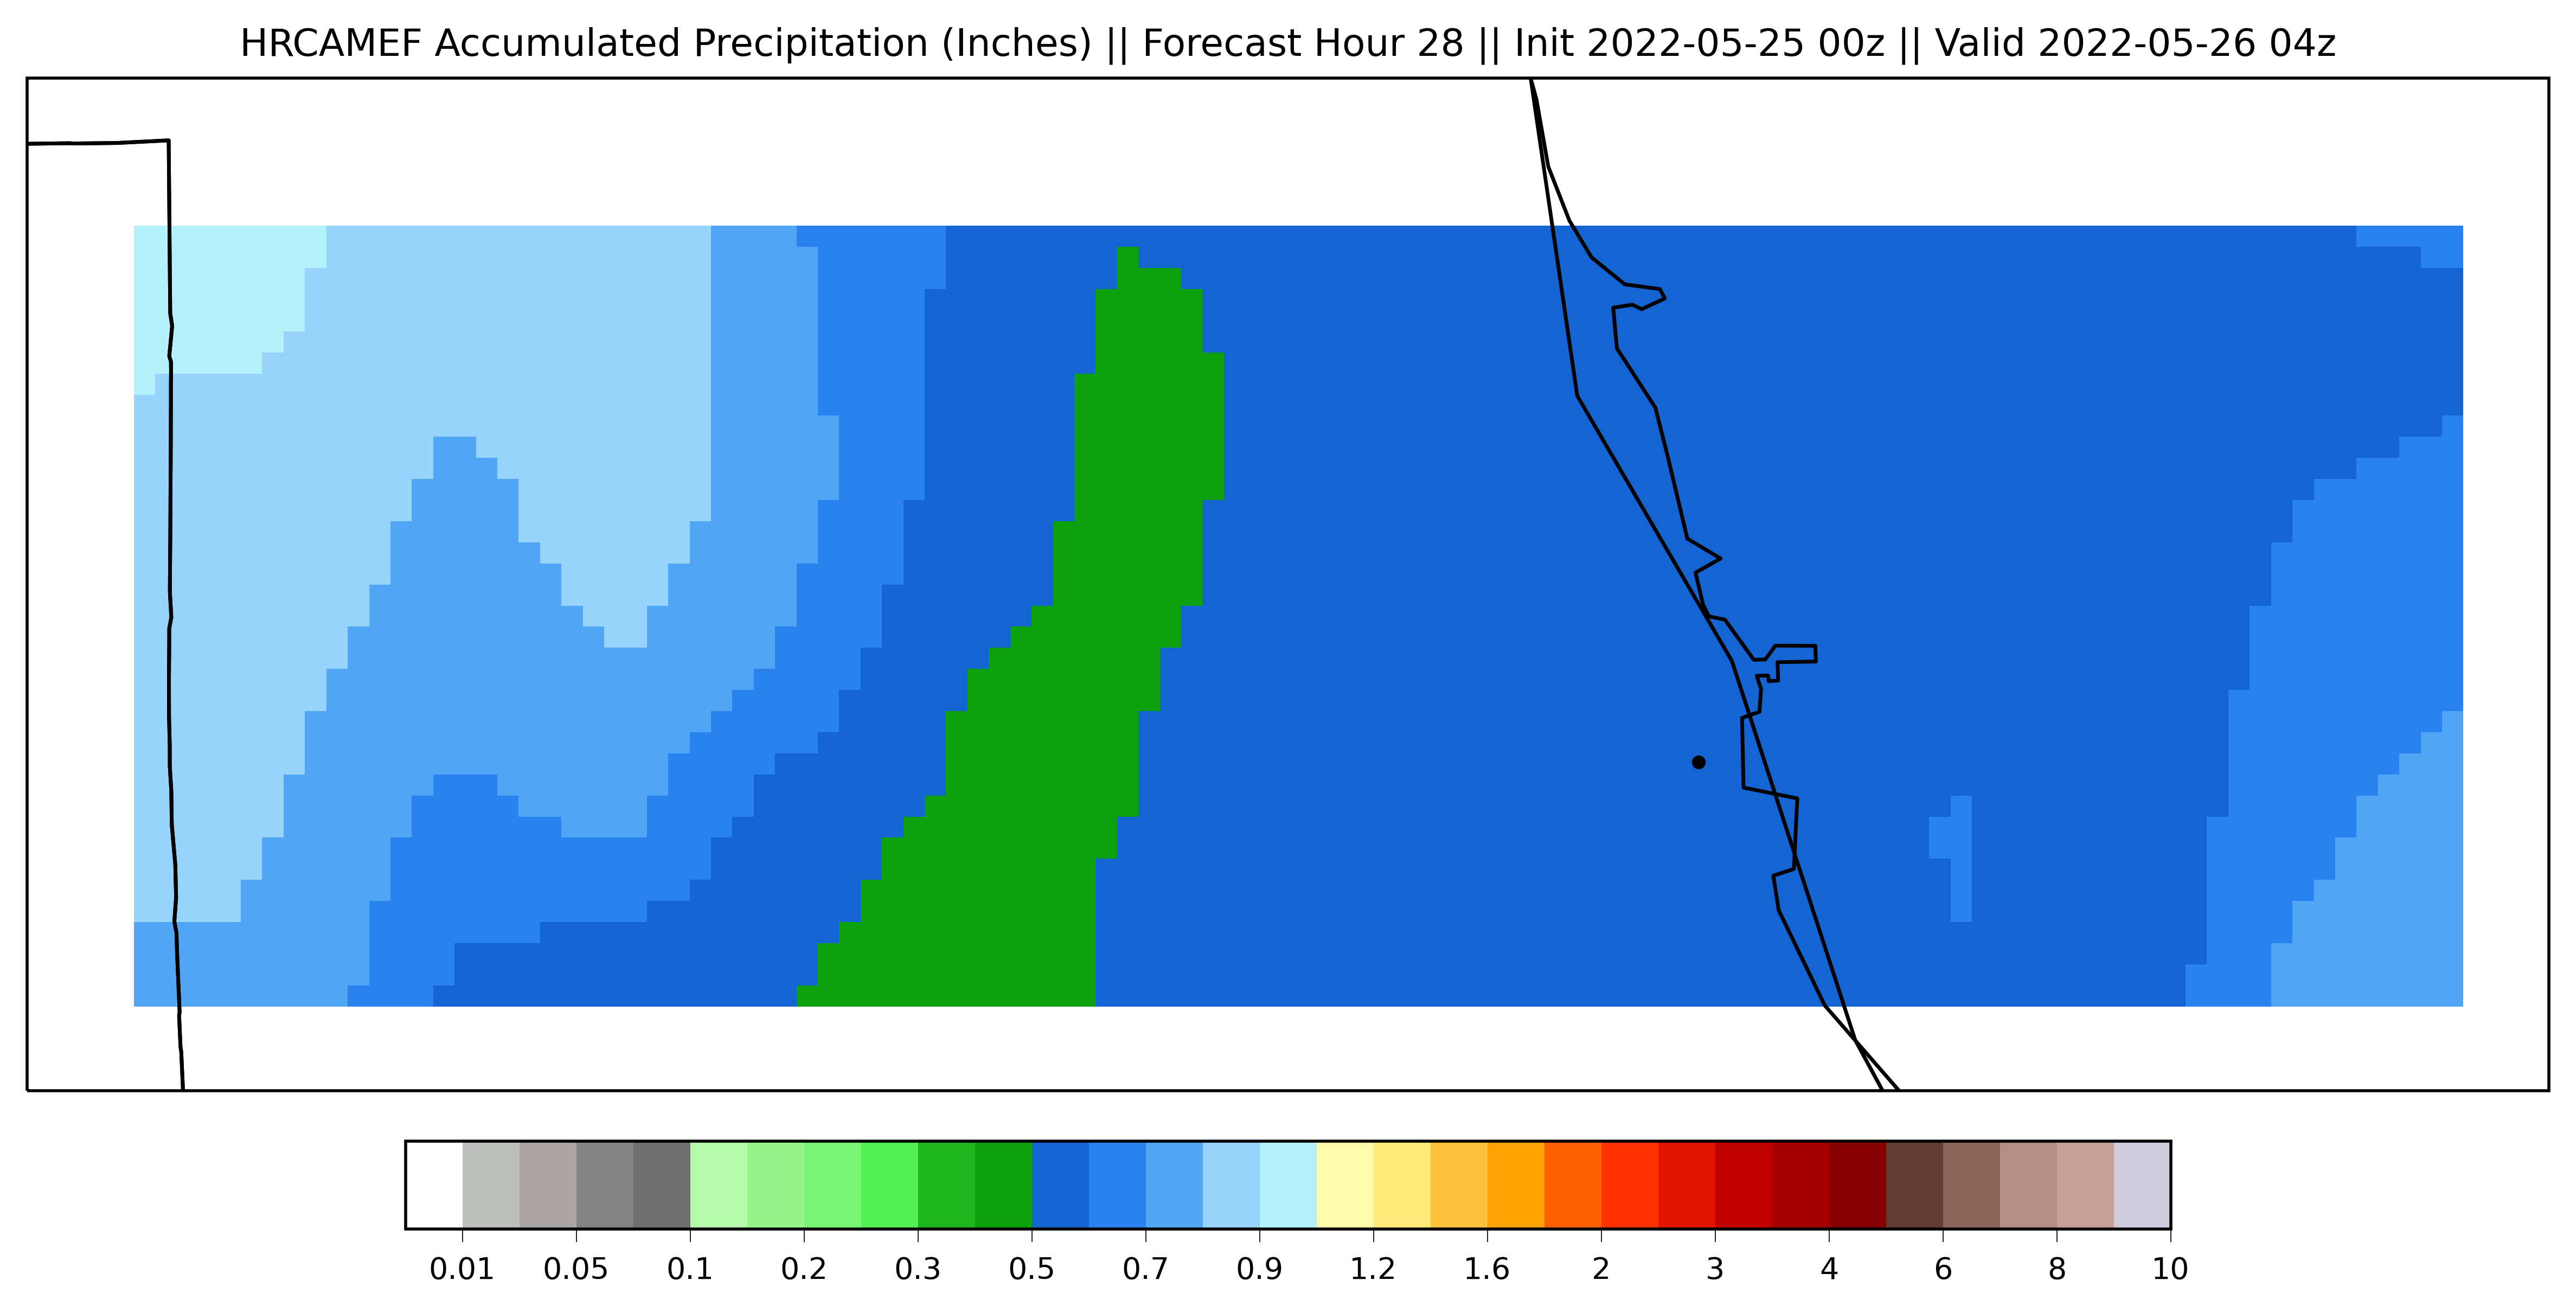 HRCAMEF Accumulated Precipitation (Inches) || Forecast Hour 28 || Init 2022-05-25 00z || Valid 2022-05-26 04z
0.01 0.05 0.1 0.2 0.3 0.5 0.7 0.9 1.2 1.6 2 3 4 6 8 10